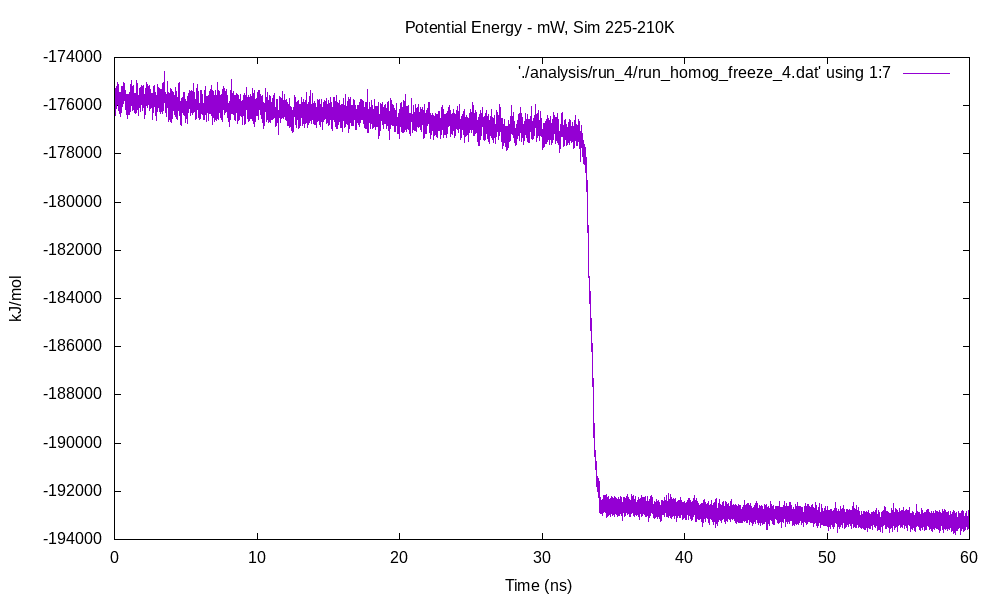 Potential Energy - mW, Sim 225-210K
'./analysis/run_4/run_homog_freeze_4.dat' using 1:7
-174000
-176000
-178000
-180000
-182000
-184000
-186000
-188000
-190000
-192000
-194000
kJ/mol
0 10 20 30 40 50 60
Time (ns)